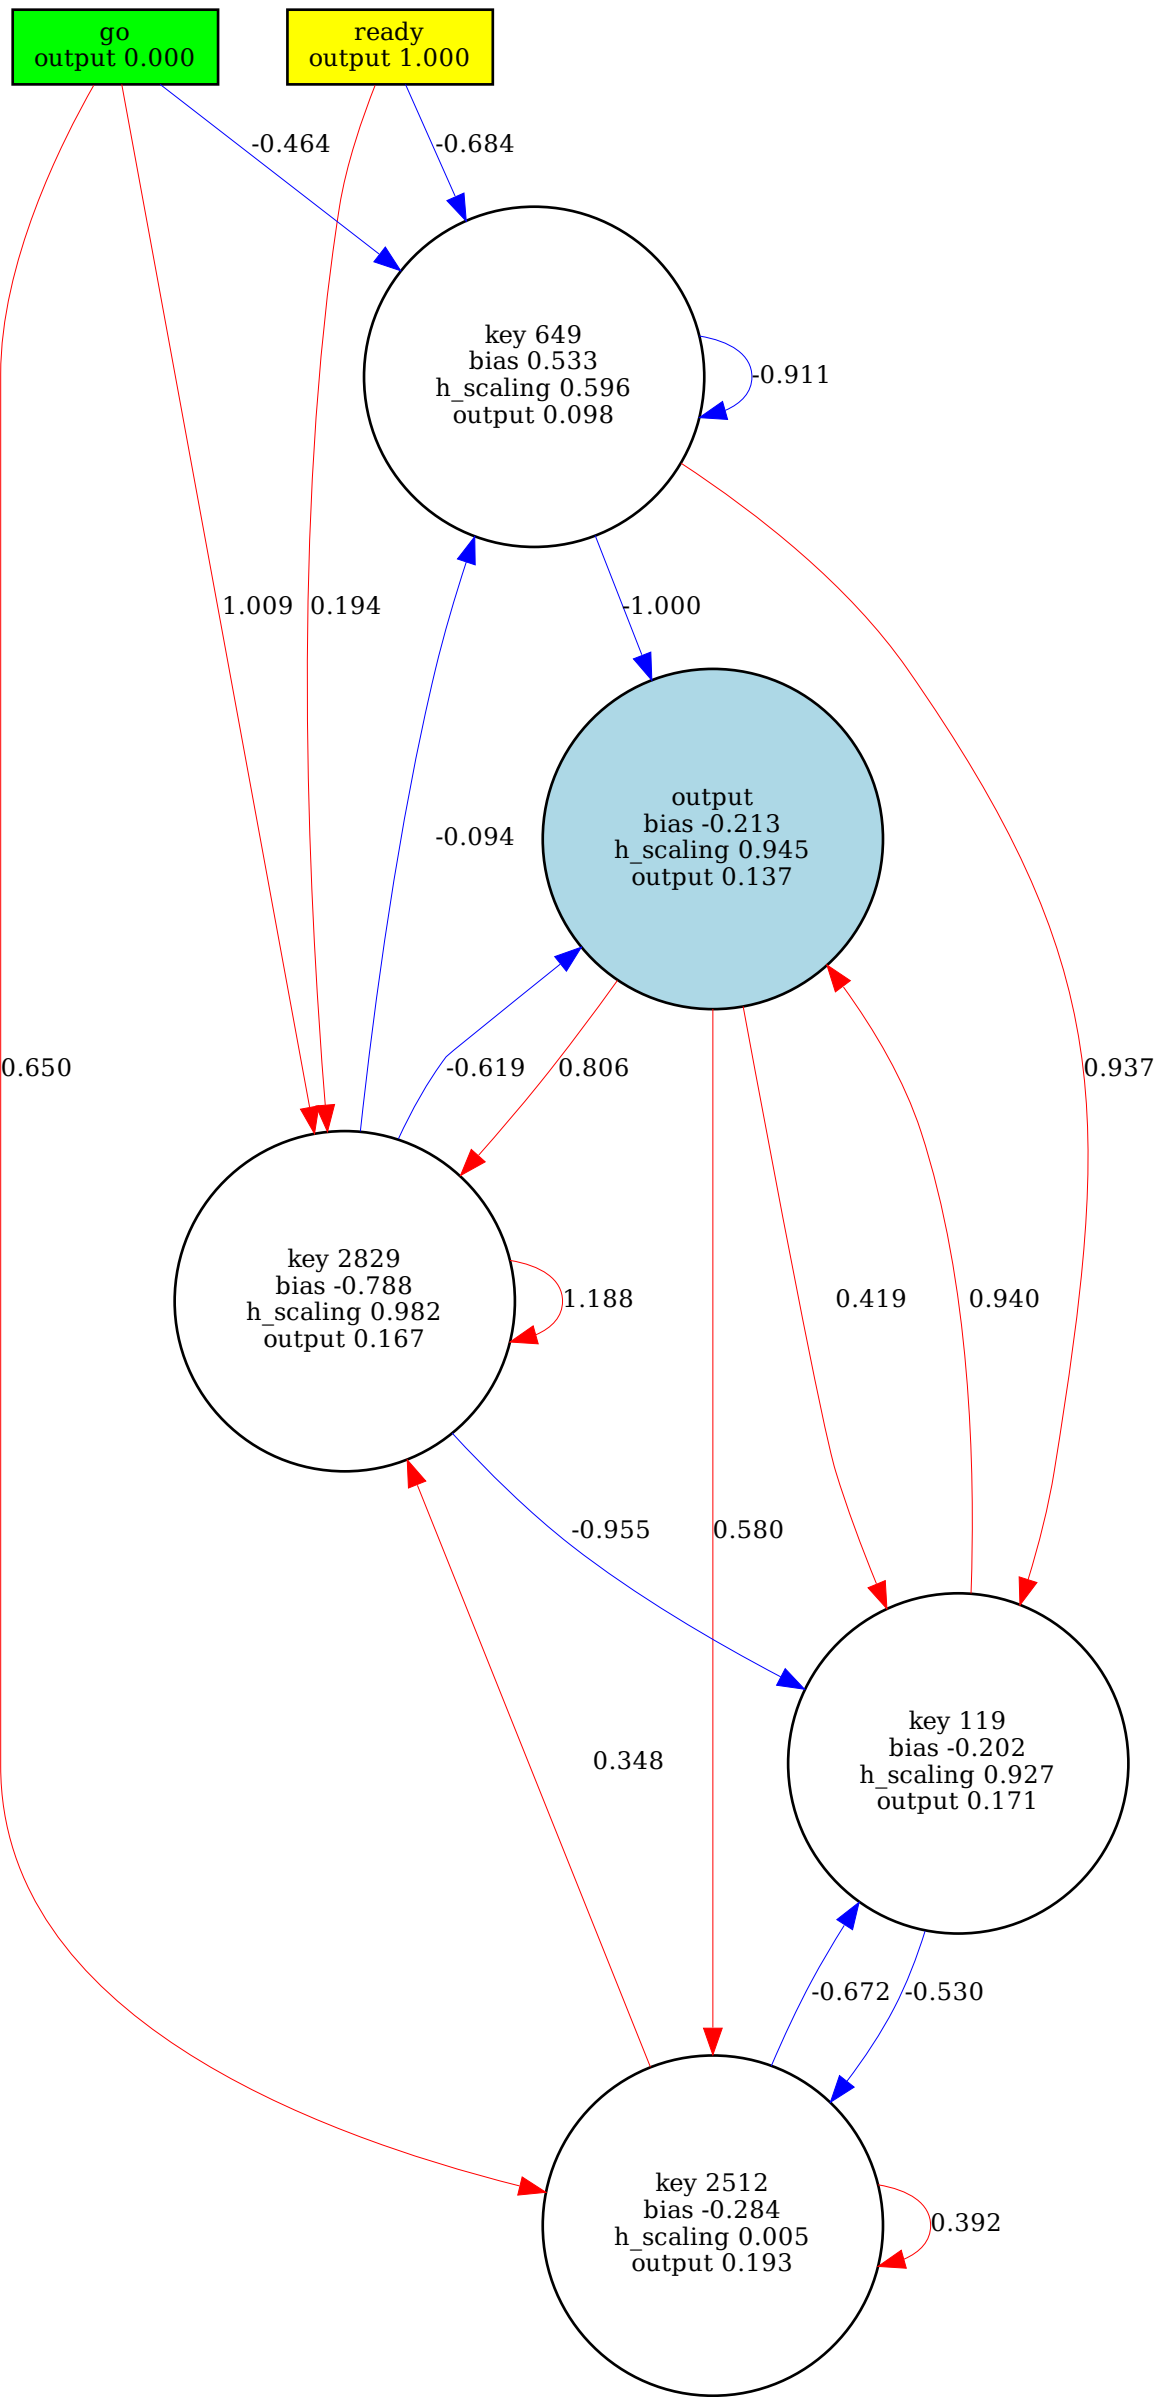 go
output 0.000
ready
output 1.000
-0.464
-0.684
key 649
bias 0.533
h_scaling 0.596
output 0.098
-0.911
1.009
0.194
-1.000
output
bias -0.213
h_scaling 0.945
output 0.137
-0.094
0.650
-0.619
0.806
0.937
key 2829
bias -0.788
h_scaling 0.982
output 0.167
1.188
0.419
0.940
-0.955
0.580
key 119
bias -0.202
h_scaling 0.927
output 0.171
0.348
-0.672
-0.530
key 2512
bias -0.284
h_scaling 0.005
output 0.193
0.392